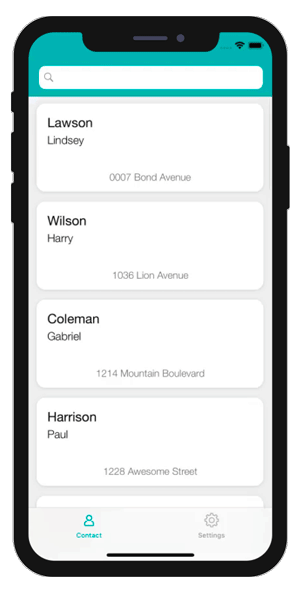 Lawson
Lindsey
0007 Bond Avenue
Wilson
Harry
1036 Lion Avenue
Coleman
Gabriel
1214 Mountain Boulevard
Harrison
Paul
1228 Awesome Street
Contact
Settings